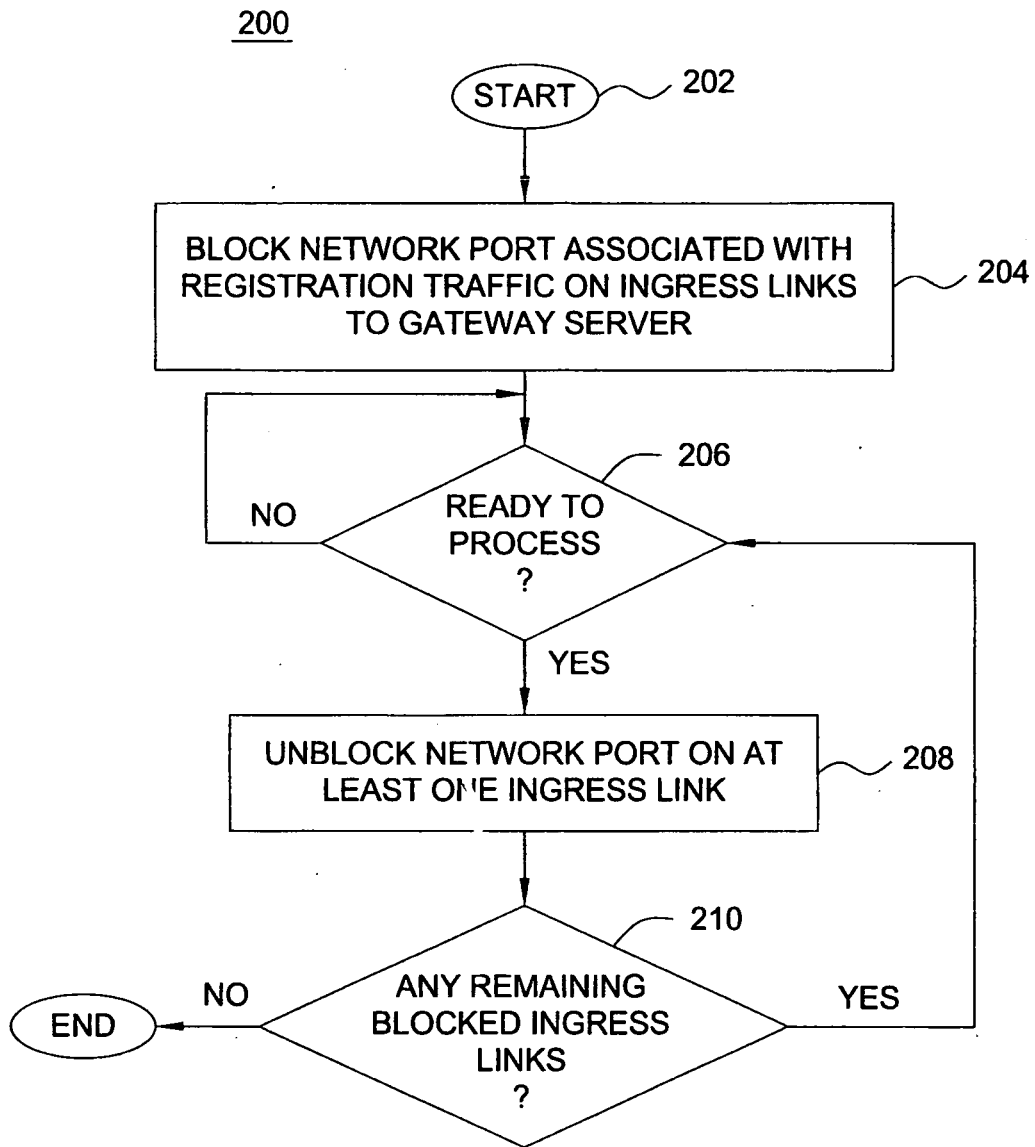 200
START
202
BLOCK NETWORK PORT ASSOCIATED WITH
REGISTRATION TRAFFIC ON INGRESS LINKS
TO GATEWAY SERVER
204
206
READY TO
PROCESS
?
NO
YES
UNBLOCK NETWORK PORT ON AT
LEAST ONE INGRESS LINK
208
210
ANY REMAINING
BLOCKED INGRESS
LINKS
?
NO
YES
END